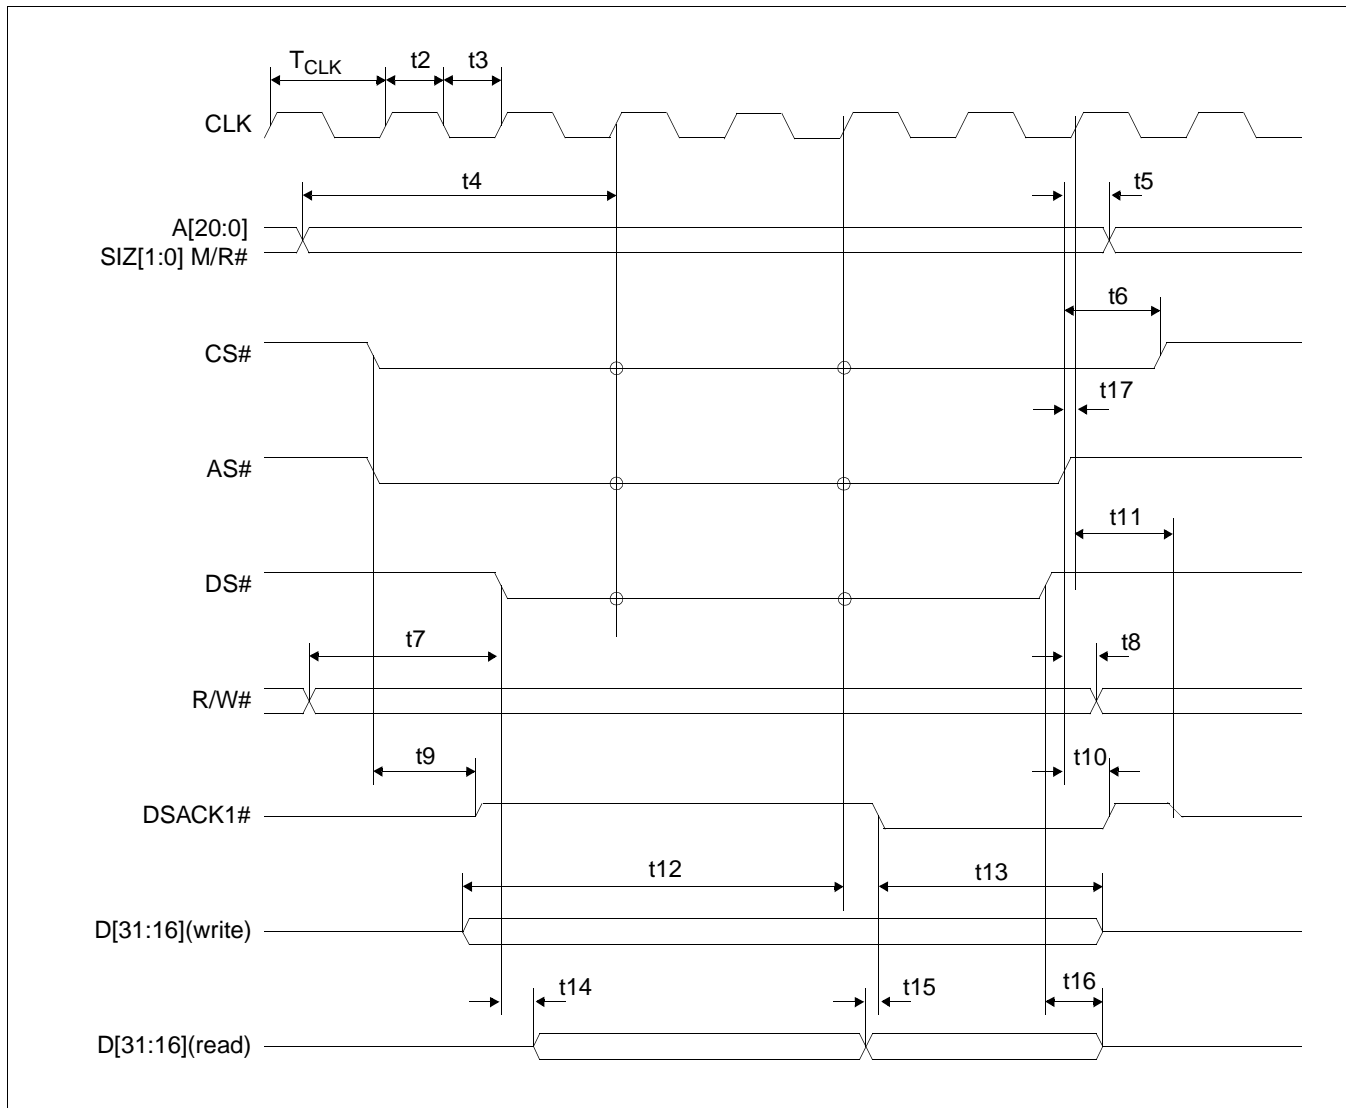 TCLK t2 t3
CLK
t4 t5
A[20:0]
SIZ[1:0] M/R#
t6
CS#
t17
AS#
t11
DS#
t7 t8
R/W#
t9 t10
DSACK1#
t12 t13
D[31:16](write)
t14 t15 t16
D[31:16](read)